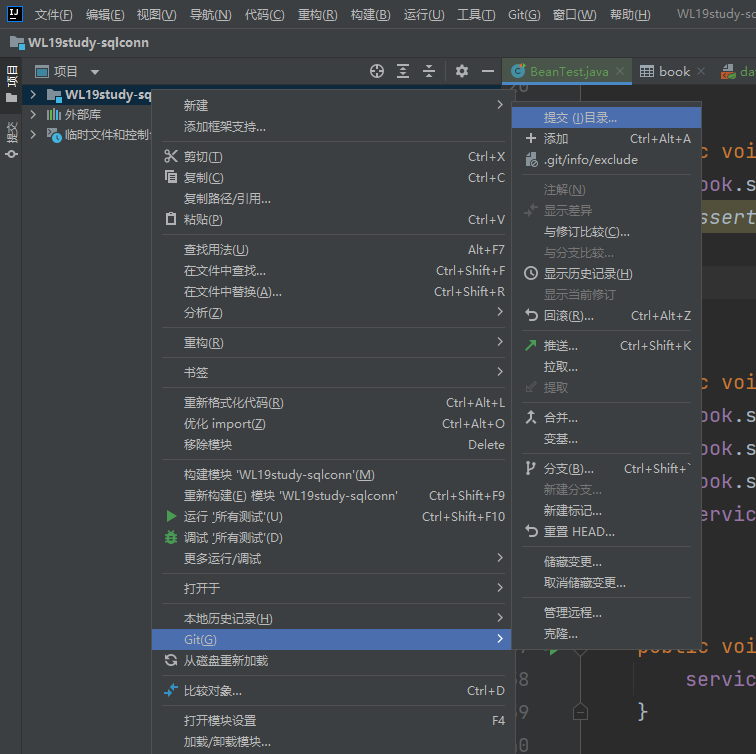 文件(F) 编辑(E) 视图(V) 导航(N) 代码(C) 重构(R) 构建(B) 运行(U) 工具(T) Git(G) 窗口(W) 帮助(H) WL19study-sc
WL19study-sqlconn
项目
提交
项目
BeanTest.java book da
WL19study-sq
外部库
临时文件和控制
新建
添加框架支持...
剪切(T) Ctrl+X
复制(C) Ctrl+C
复制路径/引用...
粘贴(P) Ctrl+V
查找用法(U) Alt+F7
在文件中查找... Ctrl+Shift+F
在文件中替换(A)... Ctrl+Shift+R
分析(Z)
重构(R)
书签
重新格式化代码(R) Ctrl+Alt+L
优化 import(Z) Ctrl+Alt+O
移除模块 Delete
构建模块 'WL19study-sqlconn'(M)
重新构建(E) 模块 'WL19study-sqlconn' Ctrl+Shift+F9
运行 '所有测试'(U) Ctrl+Shift+F10
调试 '所有测试'(D)
更多运行/调试
打开于
本地历史记录(H)
Git(G)
从磁盘重新加载
比较对象... Ctrl+D
打开模块设置 F4
加载/卸载模块...
提交 (I)目录...
添加 Ctrl+Alt+A
.git/info/exclude
注解(N)
显示差异
与修订比较(C)...
与分支比较...
显示历史记录(H)
显示当前修订
回滚(R)... Ctrl+Alt+Z
推送... Ctrl+Shift+K
拉取...
提取
合并...
变基...
分支(B)... Ctrl+Shift+`
新建分支...
新建标记...
重置 HEAD...
储藏变更...
取消储藏变更...
管理远程...
克隆...
c voi
ook.s
ssert
c voi
ook.s
ook.s
ook.s
ervic
public voi
8 servic
9 }